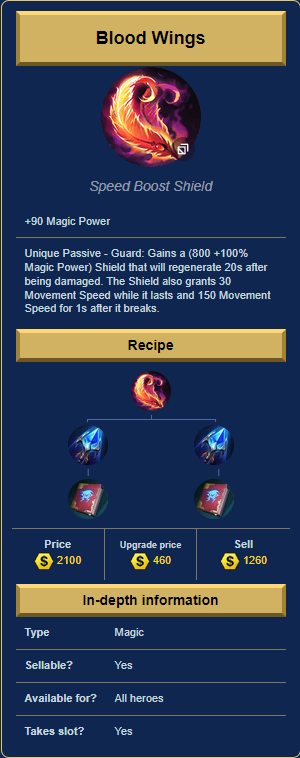 Blood Wings
Speed Boost Shield
+90 Magic Power
Unique Passive - Guard: Gains a (800 +100%
Magic Power) Shield that will regenerate 20s after
being damaged. The Shield also grants 30
Movement Speed while it lasts and 150 Movement
Speed for 1s after it breaks.
Recipe
Price Upgrade price Sell
2100 460 1260
In-depth information
Type Magic
Sellable? Yes
Available for? All heroes
Takes slot? Yes